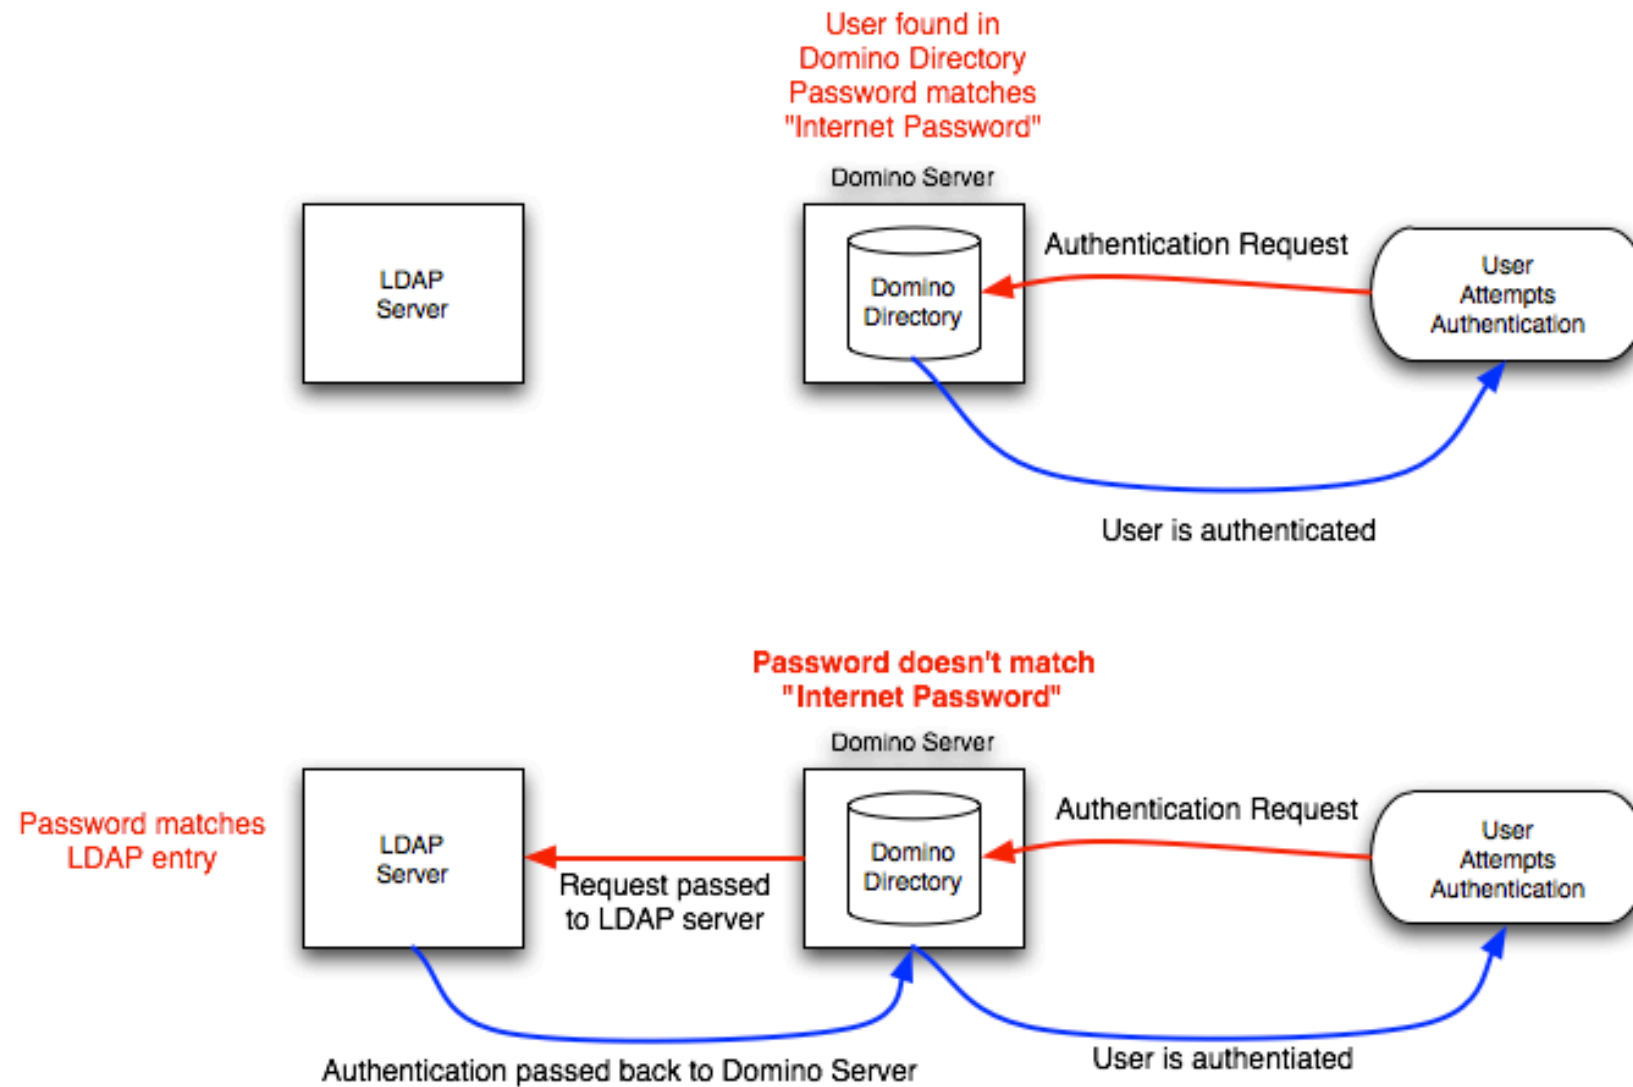 User found in
Domino Directory
Password matches
"Internet Password"
Domino Server
LDAP
Server
Domino
Directory
Authentication Request
User
Attempts
Authentication
User is authenticated
Password doesn't match
"Internet Password"
Domino Server
Password matches
LDAP entry
LDAP
Server
Request passed
to LDAP server
Domino
Directory
Authentication Request
User
Attempts
Authentication
Authentication passed back to Domino Server
User is authentiated